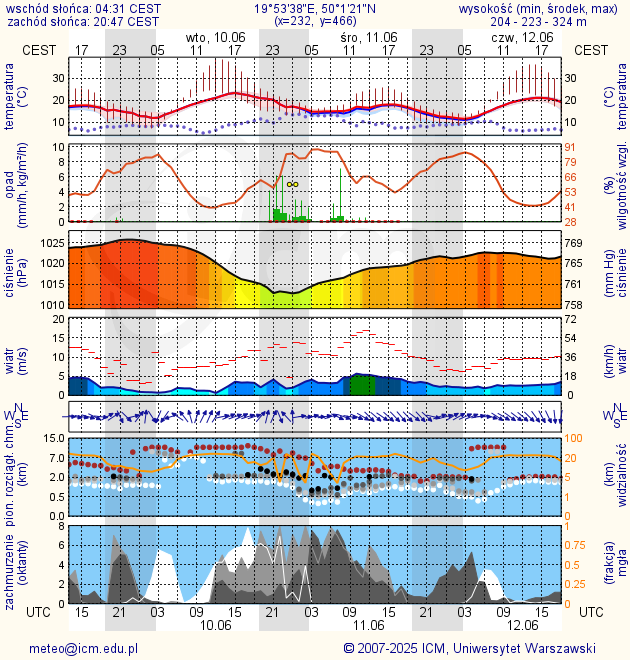 wschód słońca: 04:31 CEST 19°53'38"E, 50°1'21"N wysokość (min, środek, max)
zachód słońca: 20:47 CEST (x=232, y=466) 204 - 223 - 324 m
wto, 10.06 śro, 11.06 czw, 12.06
CEST 17 23 05 11 17 23 05 11 17 23 05 11 17 CEST
temperatura (°C) 30 20 10 30 20 10 temperatura (°C)
opad (mm/h, kg/m²/h) 10 8 6 4 2 0 91 79 66 53 41 28 (%) wilgotność wzgl.
ciśnienie (hPa) 1025 1020 1015 1010 769 765 761 758 (mm Hg) ciśnienie
wiatr (m/s) 20 15 10 5 0 72 54 36 18 0 (km/h) wiatr
N W E S N W E S
pion. rozciągł. chm. (km) 15.0 7.0 2.0 0.5 0.0 100 20 5 1 0 (km) widzialność
zachmurzenie (oktanty) 8 6 4 2 0 1 0.75 0.5 0.25 0 (frakcja) mgła
UTC 15 21 03 09 15 21 03 09 15 21 03 09 15 UTC
10.06 11.06 12.06
meteo@icm.edu.pl © 2007-2025 ICM, Uniwersytet Warszawski